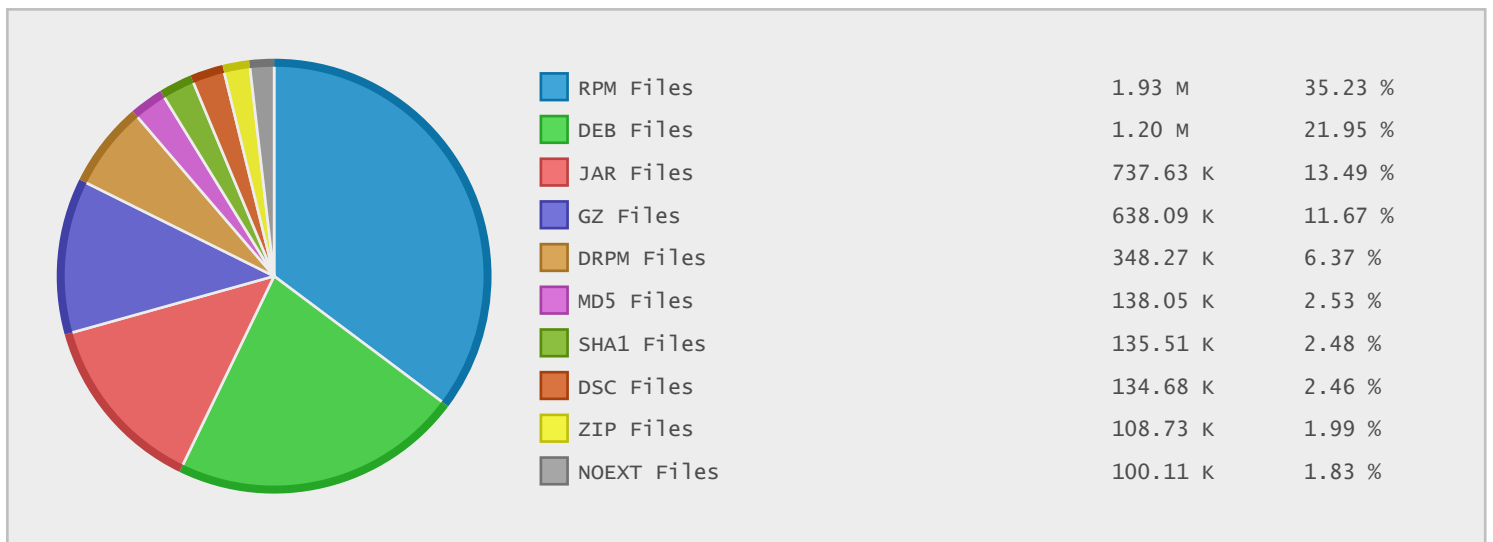 RPM Files 1.93 M 35.23 %
DEB Files 1.20 M 21.95 %
JAR Files 737.63 K 13.49 %
GZ Files 638.09 K 11.67 %
DRPM Files 348.27 K 6.37 %
MD5 Files 138.05 K 2.53 %
SHA1 Files 135.51 K 2.48 %
DSC Files 134.68 K 2.46 %
ZIP Files 108.73 K 1.99 %
NOEXT Files 100.11 K 1.83 %